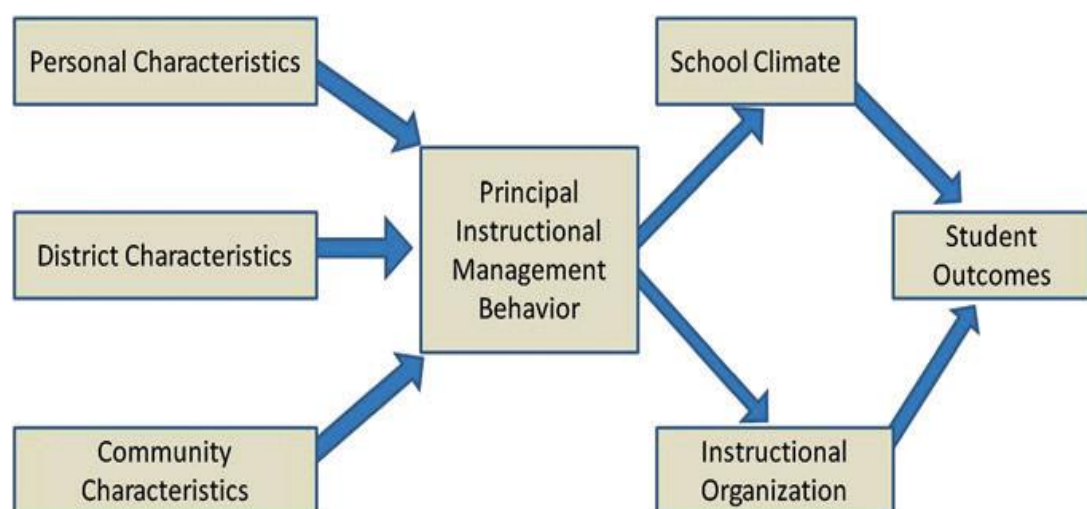 Personal Characteristics
District Characteristics
Community
Characteristics
Principal
Instructional
Management
Behavior
School Climate
Instructional
Organization
Student
Outcomes